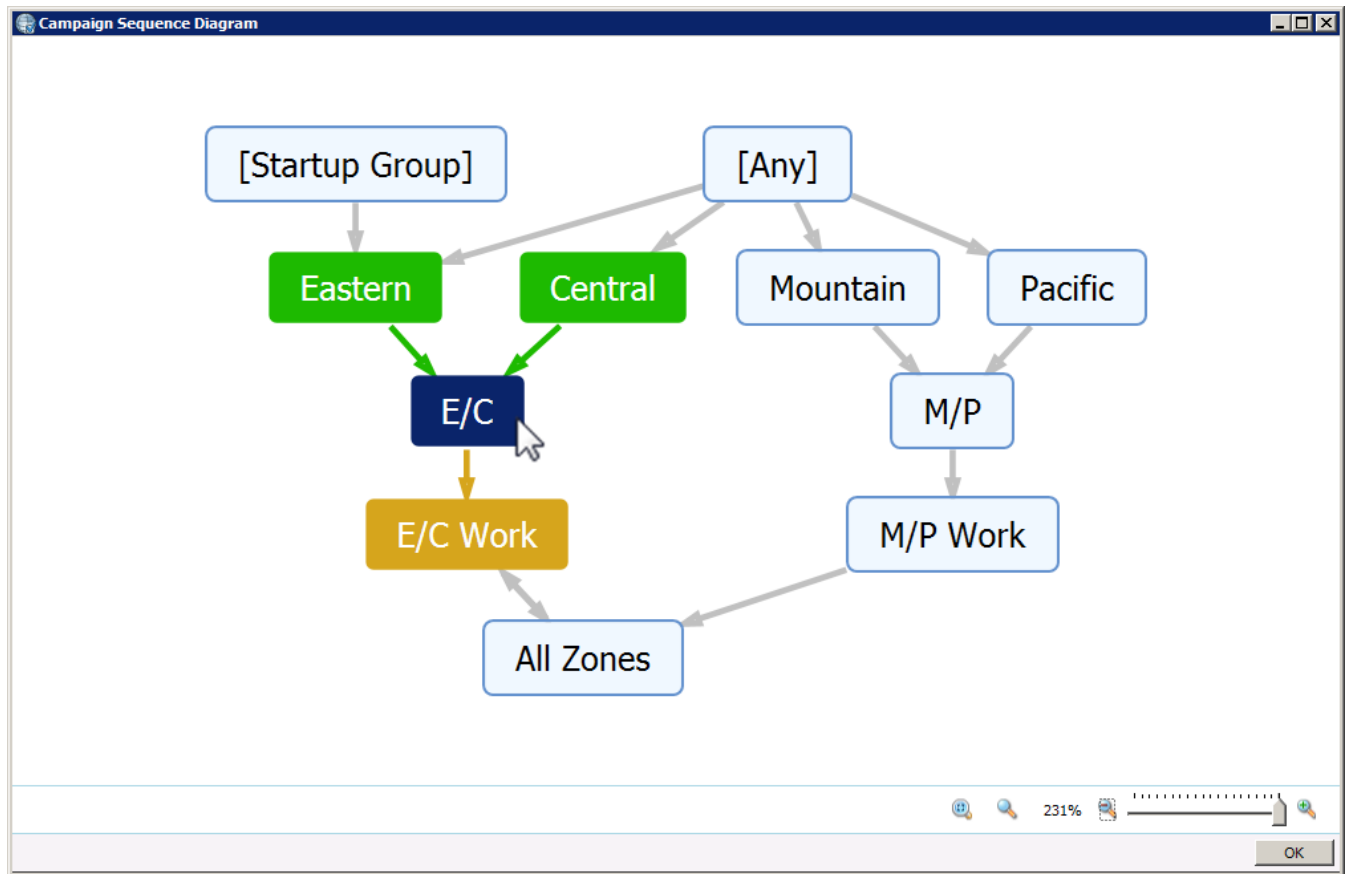 Campaign Sequence Diagram
[Startup Group]
[Any]
Eastern
Central
Mountain
Pacific
E/C
M/P
E/C Work
M/P Work
All Zones
231%
OK